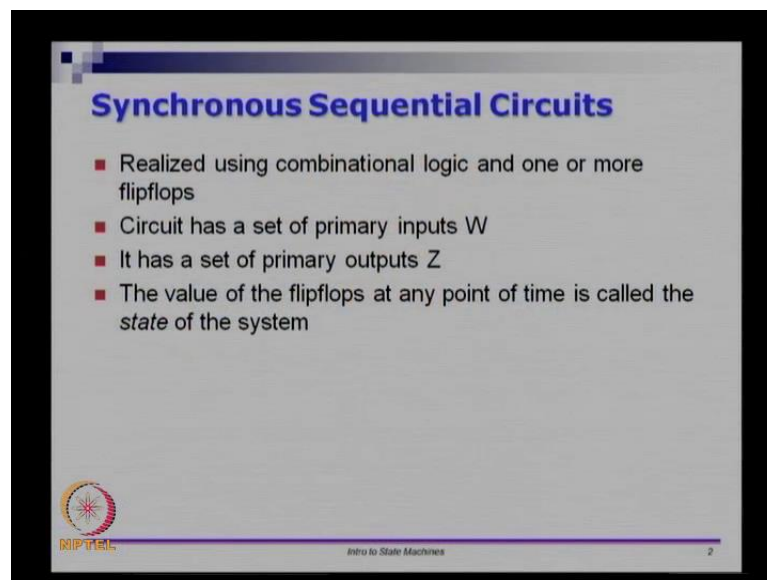 Synchronous Sequential Circuits
■ Realized using combinational logic and one or more
flipflops
■ Circuit has a set of primary inputs W
■ It has a set of primary outputs Z
■ The value of the flipflops at any point of time is called the
state of the system
NPTEL
Intro to State Machines
2